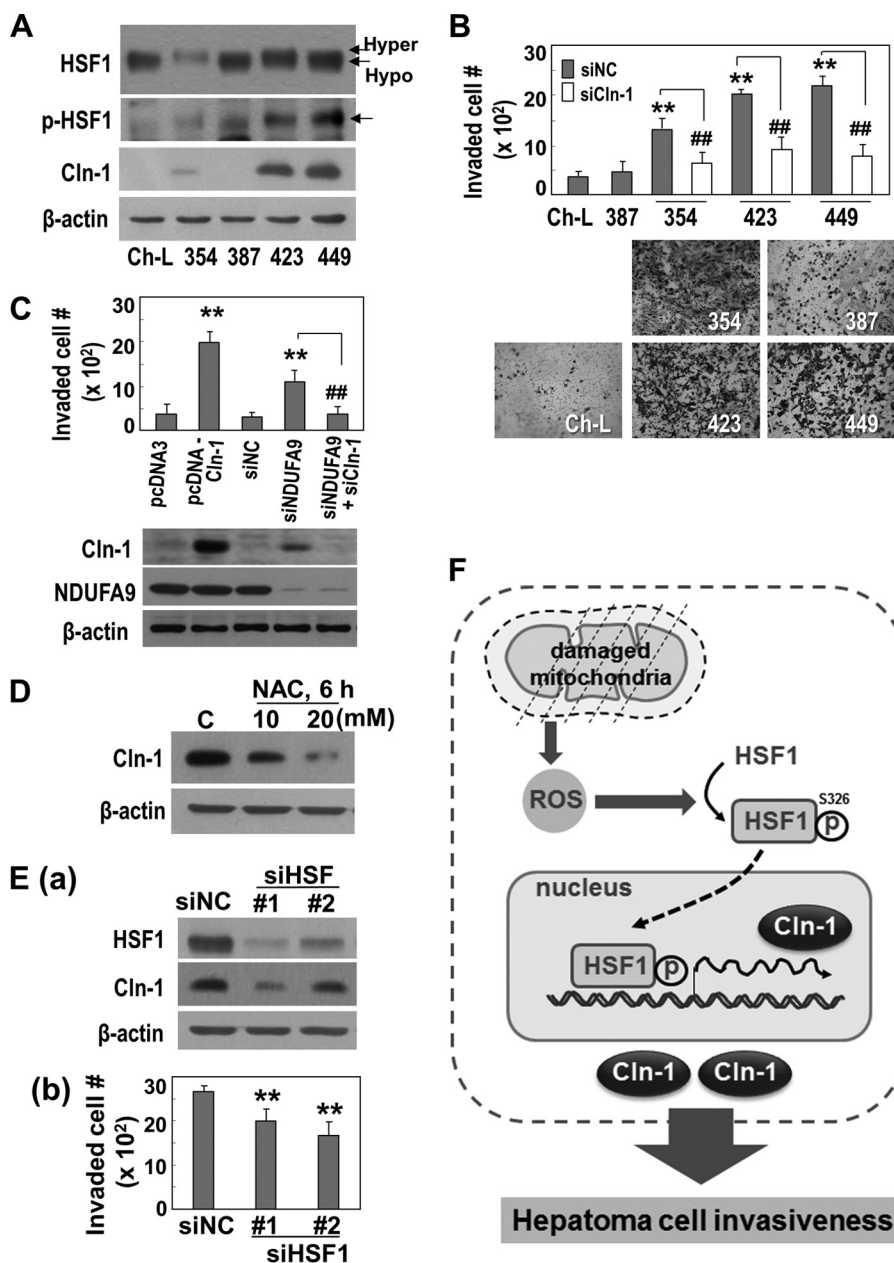 A
HSF1
Hyper
Hypo
p-HSF1
Cln-1
β-actin
Ch-L 354 387 423 449
B
Invaded cell #
(x 10²)
30
20
10
0
siNC
siCln-1
** ** **
## ## ##
Ch-L 387 354 423 449
354
387
Ch-L
423
449
C
Invaded cell #
(x 10²)
30
20
10
0
** **
##
pcDNA3
pcDNA-
Cln-1
siNC
siNDUFA9
siNDUFA9
+ siCln-1
Cln-1
NDUFA9
β-actin
D
NAC, 6 h
C 10 20 (mM)
Cln-1
β-actin
E (a)
siHSF
siNC #1 #2
HSF1
Cln-1
β-actin
(b)
Invaded cell #
(x 10²)
30
20
10
0
** **
siNC #1 #2
siHSF1
F
damaged
mitochondria
ROS
HSF1
S326
HSF1 p
nucleus
Cln-1
HSF1 p
Cln-1 Cln-1
Hepatoma cell invasiveness